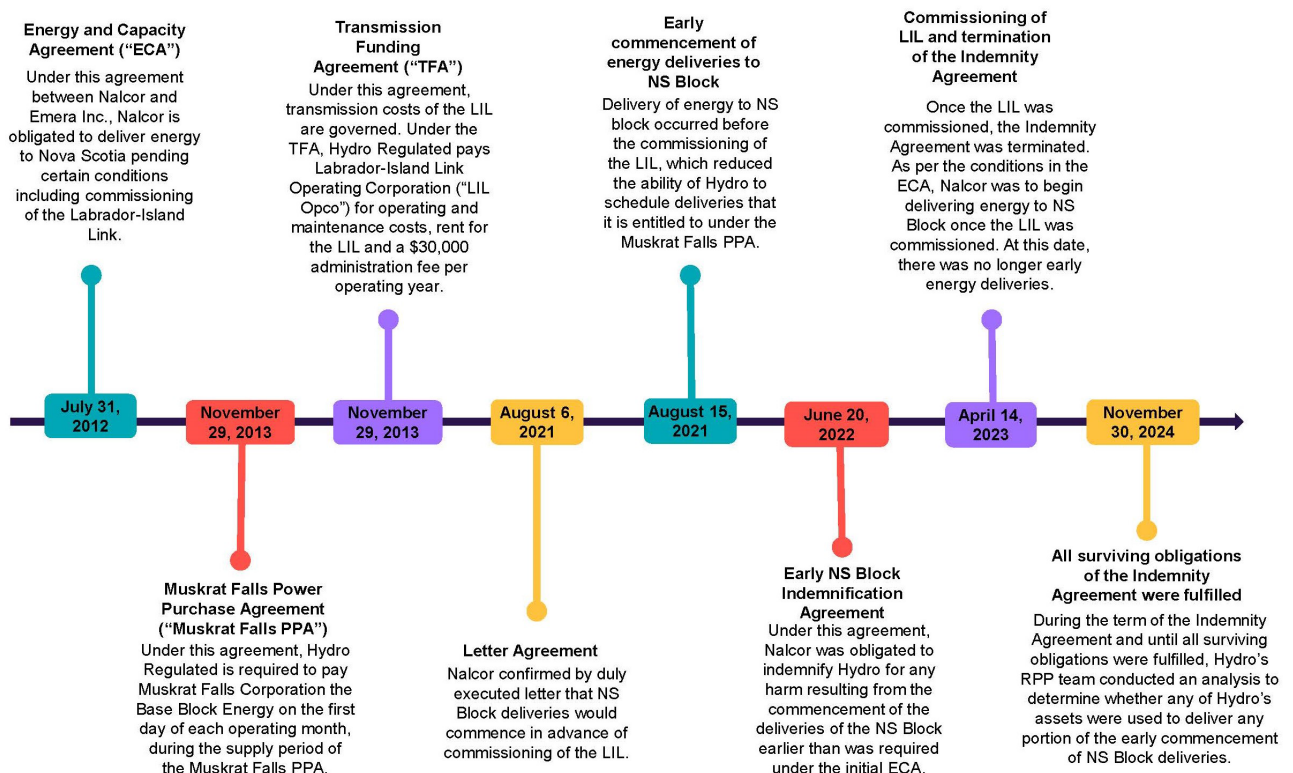 Energy and Capacity
Agreement (“ECA”)
Under this agreement
between Nalcor and
Emera Inc., Nalcor is
obligated to deliver energy
to Nova Scotia pending
certain conditions
including commissioning
of the Labrador-Island
Link.
Transmission
Funding
Agreement (“TFA”)
Under this agreement,
transmission costs of the LIL
are governed. Under the
TFA, Hydro Regulated pays
Labrador-Island Link
Operating Corporation (“LIL
Opco”) for operating and
maintenance costs, rent for
the LIL and a $30,000
administration fee per
operating year.
Early
commencement of
energy deliveries to
NS Block
Delivery of energy to NS
block occurred before
the commissioning of
the LIL, which reduced
the ability of Hydro to
schedule deliveries that
it is entitled to under the
Muskrat Falls PPA.
Commissioning of
LIL and termination
of the Indemnity
Agreement
Once the LIL was
commissioned, the Indemnity
Agreement was terminated.
As per the conditions in the
ECA, Nalcor was to begin
delivering energy to NS
Block once the LIL was
commissioned. At this date,
there was no longer early
energy deliveries.
July 31,
2012
November
29, 2013
November
29, 2013
August 6,
2021
August 15,
2021
June 20,
2022
April 14,
2023
November
30, 2024
Muskrat Falls Power
Purchase Agreement
(“Muskrat Falls PPA”)
Under this agreement, Hydro
Regulated is required to pay
Muskrat Falls Corporation the
Base Block Energy on the first
day of each operating month,
during the supply period of
the Muskrat Falls PPA.
Letter Agreement
Nalcor confirmed by duly
executed letter that NS
Block deliveries would
commence in advance of
commissioning of the LIL.
Early NS Block
Indemnification
Agreement
Under this agreement,
Nalcor was obligated to
indemnify Hydro for any
harm resulting from the
commencement of the
deliveries of the NS Block
earlier than was required
under the initial ECA.
All surviving obligations
of the Indemnity
Agreement were fulfilled
During the term of the Indemnity
Agreement and until all surviving
obligations were fulfilled, Hydro’s
RPP team conducted an analysis to
determine whether any of Hydro’s
assets were used to deliver any
portion of the early commencement
of NS Block deliveries.